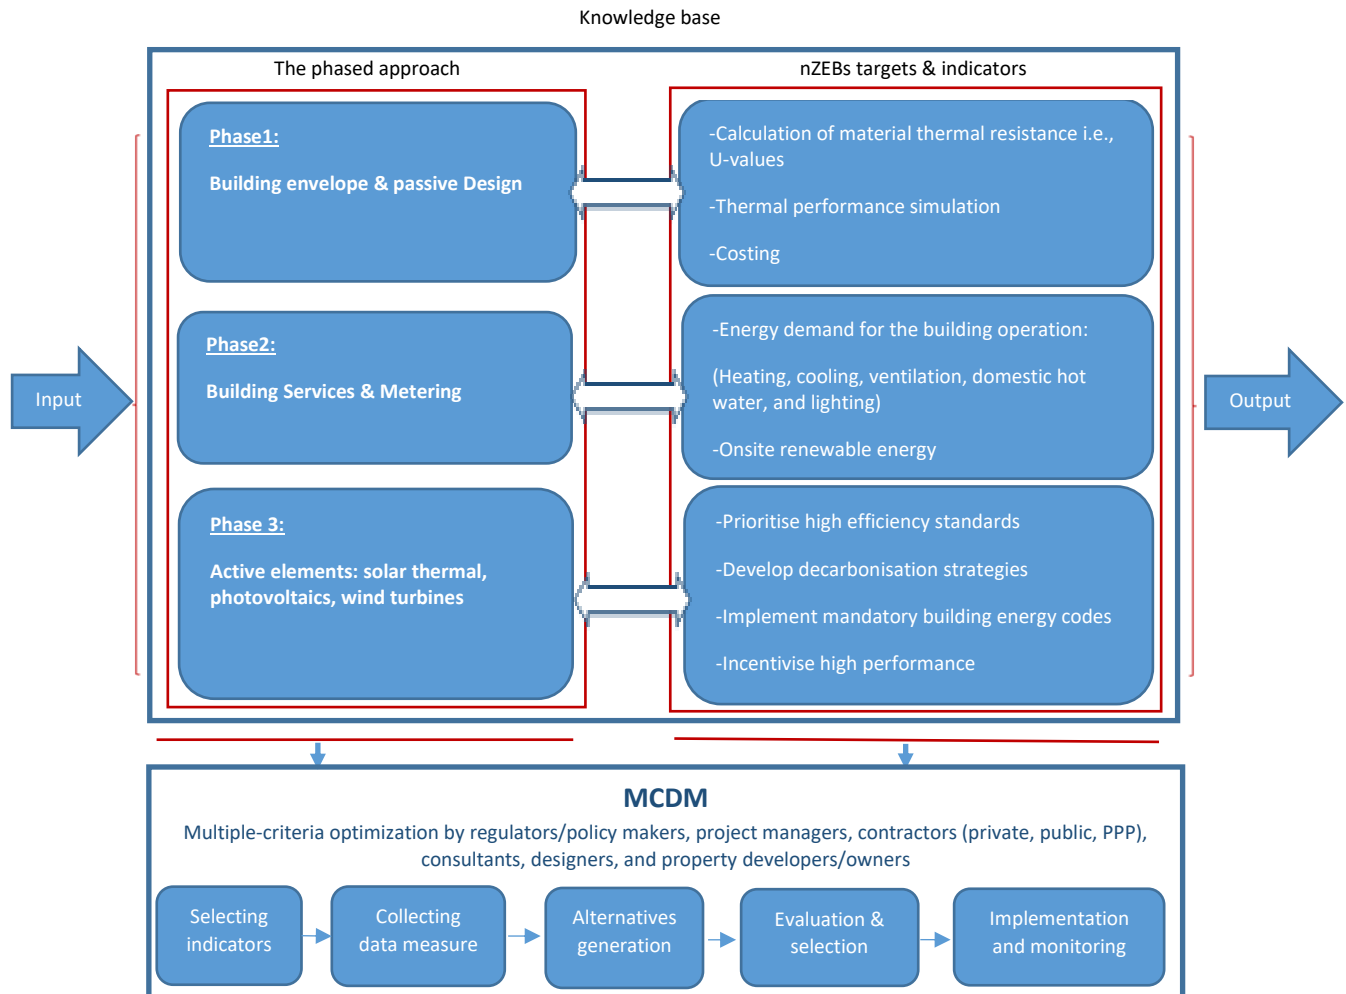 Knowledge base
The phased approach
nZEBs targets & indicators
Input
Phase1:
Building envelope & passive Design
-Calculation of material thermal resistance i.e.,
U-values
-Thermal performance simulation
-Costing
Phase2:
Building Services & Metering
-Energy demand for the building operation:
(Heating, cooling, ventilation, domestic hot
water, and lighting)
-Onsite renewable energy
Phase 3:
Active elements: solar thermal,
photovoltaics, wind turbines
-Prioritise high efficiency standards
-Develop decarbonisation strategies
-Implement mandatory building energy codes
-Incentivise high performance
Output
MCDM
Multiple-criteria optimization by regulators/policy makers, project managers, contractors (private, public, PPP),
consultants, designers, and property developers/owners
Selecting
indicators
Collecting
data measure
Alternatives
generation
Evaluation &
selection
Implementation
and monitoring